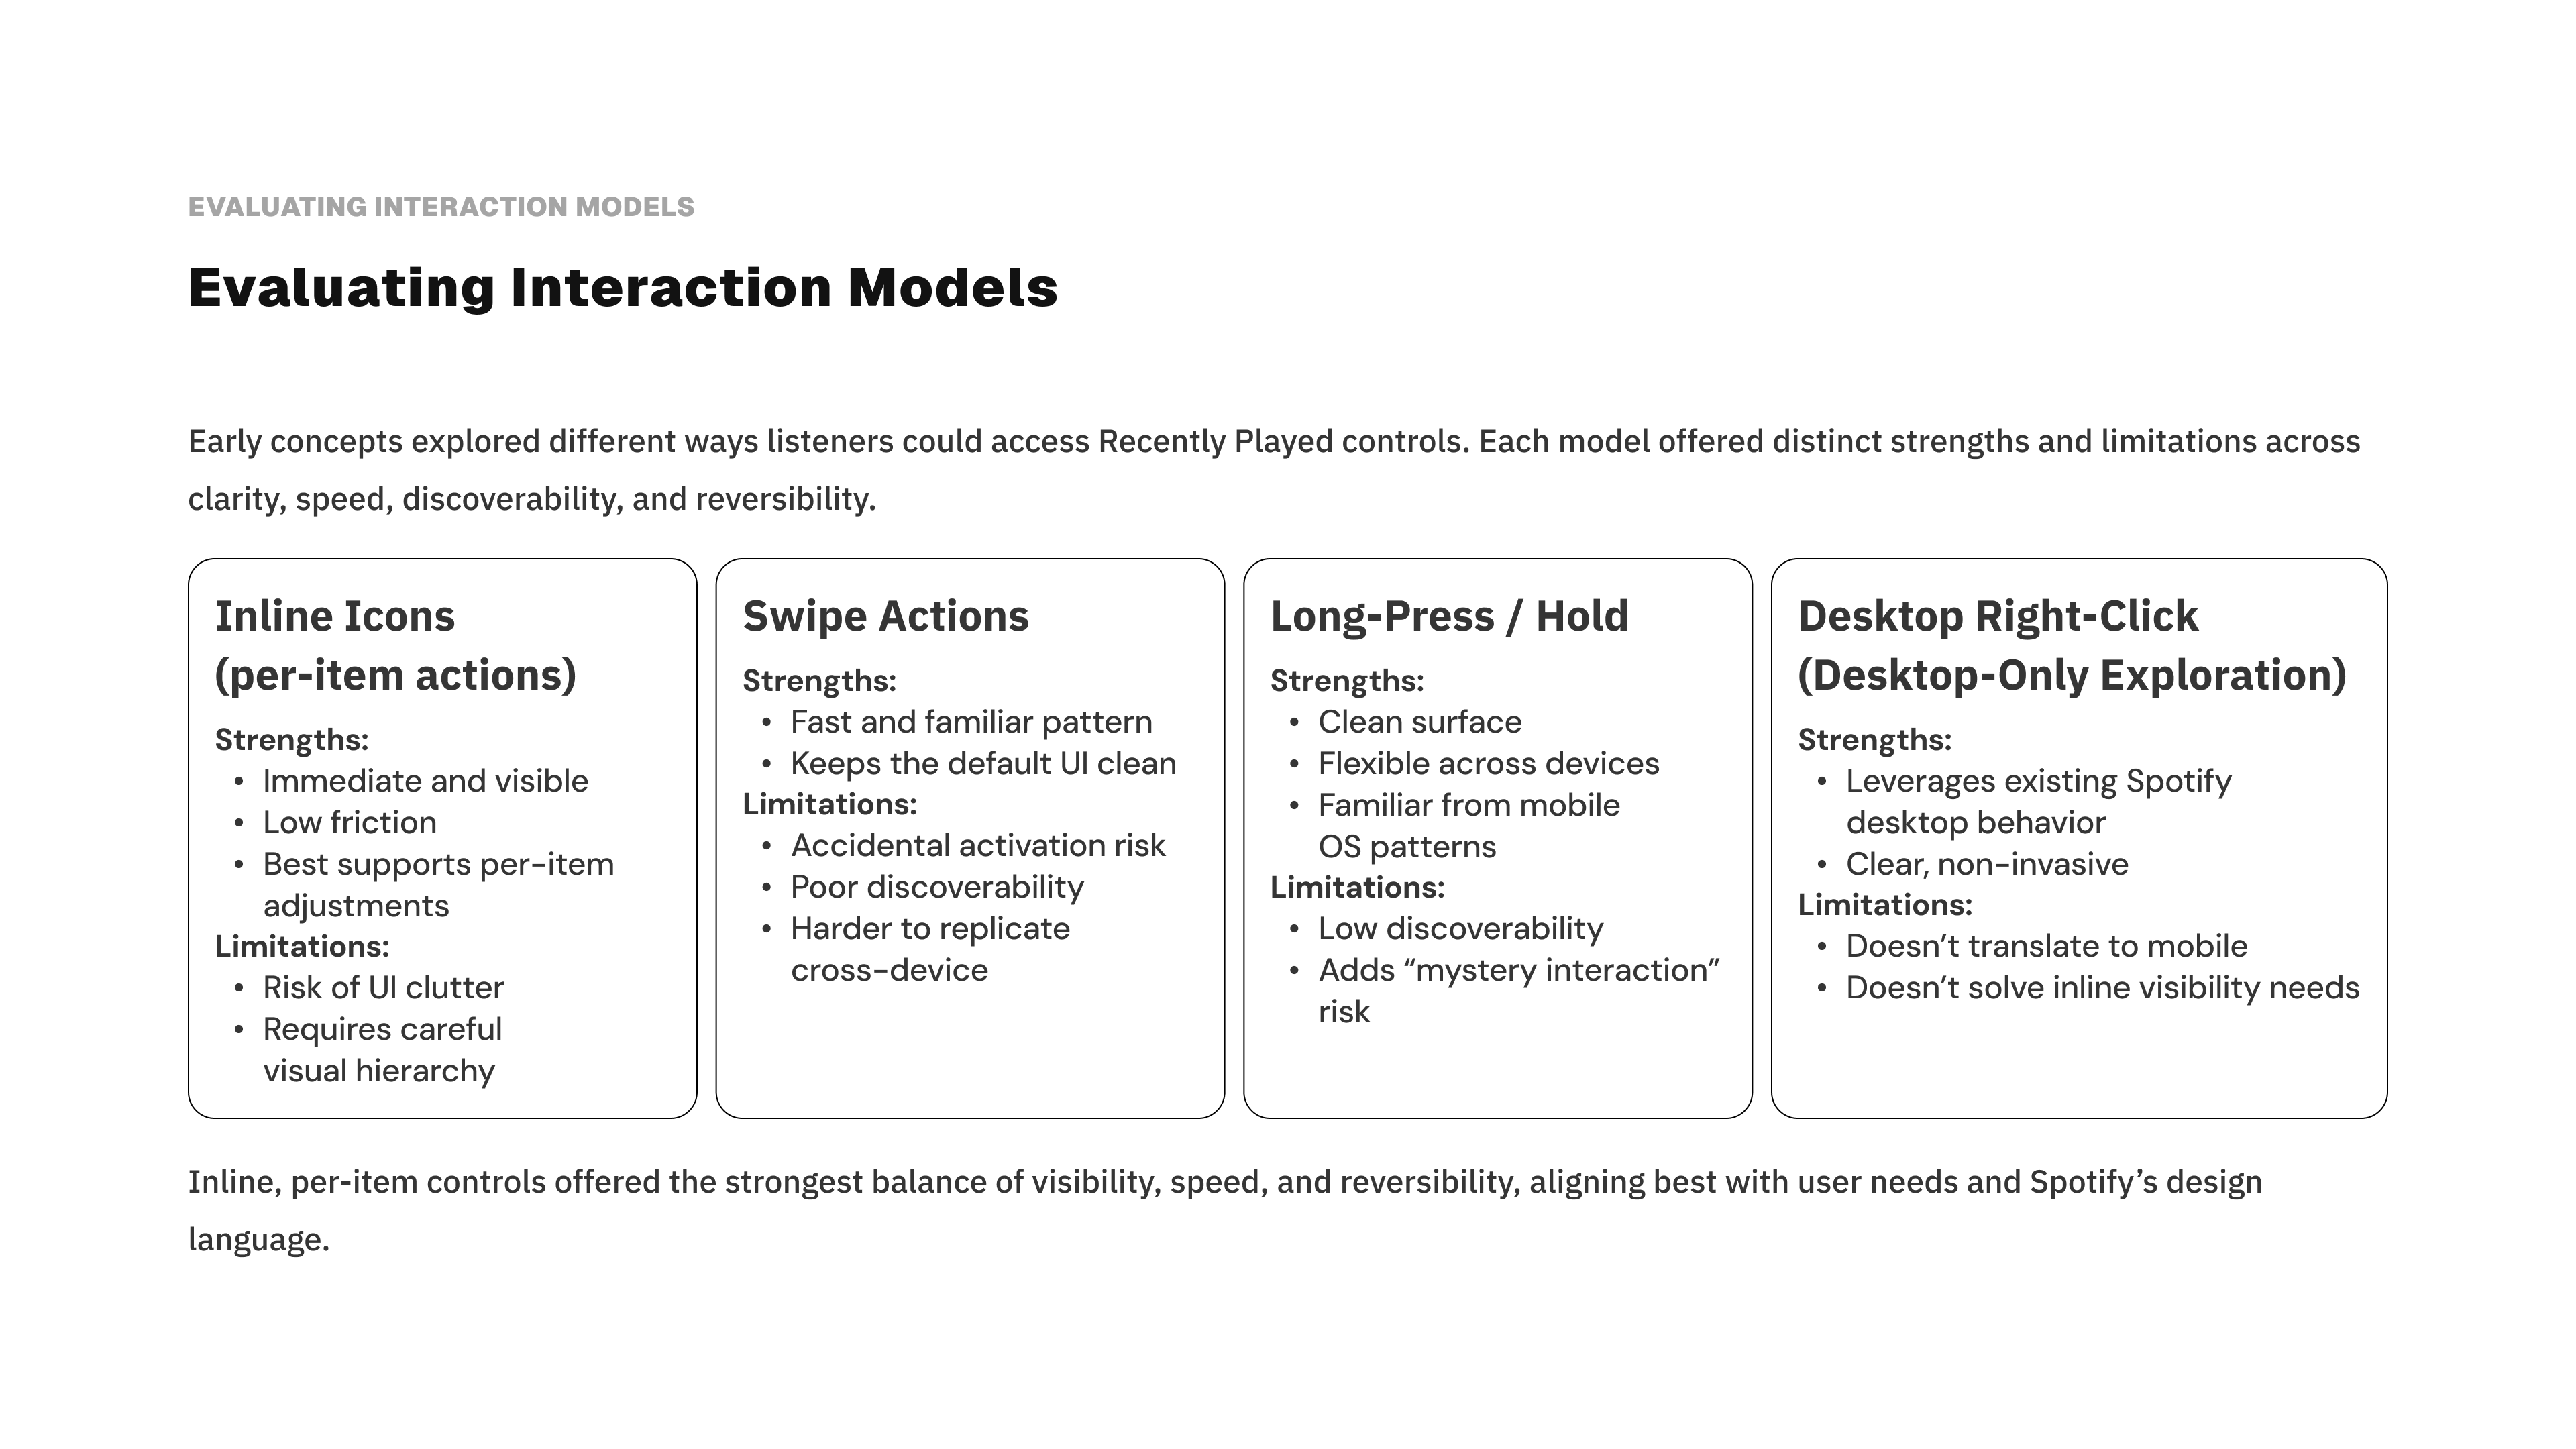 EVALUATING INTERACTION MODELS
Evaluating Interaction Models
Early concepts explored different ways listeners could access Recently Played controls. Each model offered distinct strengths and limitations across
clarity, speed, discoverability, and reversibility.
Inline Icons
(per-item actions)
Strengths:
• Immediate and visible
• Low friction
• Best supports per-item
adjustments
Limitations:
• Risk of UI clutter
• Requires careful
visual hierarchy
Swipe Actions
Strengths:
• Fast and familiar pattern
• Keeps the default UI clean
Limitations:
• Accidental activation risk
• Poor discoverability
• Harder to replicate
cross-device
Long-Press / Hold
Strengths:
• Clean surface
• Flexible across devices
• Familiar from mobile
OS patterns
Limitations:
• Low discoverability
• Adds “mystery interaction”
risk
Desktop Right-Click
(Desktop-Only Exploration)
Strengths:
• Leverages existing Spotify
desktop behavior
• Clear, non-invasive
Limitations:
• Doesn’t translate to mobile
• Doesn’t solve inline visibility needs
Inline, per-item controls offered the strongest balance of visibility, speed, and reversibility, aligning best with user needs and Spotify’s design
language.